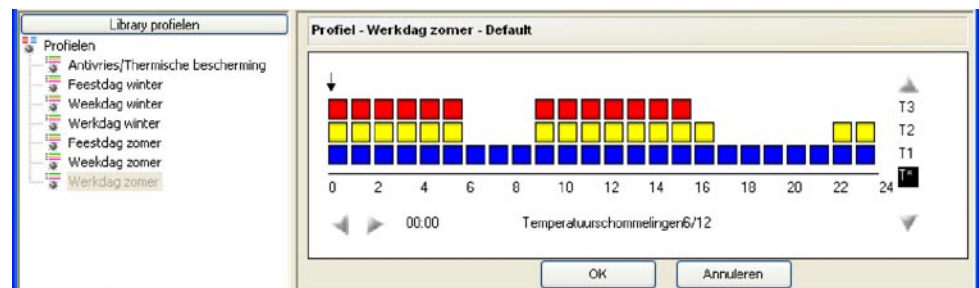 Library profielen
Profielen
Antivries/Thermische bescherming
Feestdag winter
Weekdag winter
Werkdag winter
Feestdag zomer
Weekdag zomer
Werkdag zomer
Profiel - Werkdag zomer - Default
T3
T2
T1
T*
0 2 4 6 8 10 12 14 16 18 20 22 24
00:00 Temperatuurschommelingen6/12
OK Annuleren